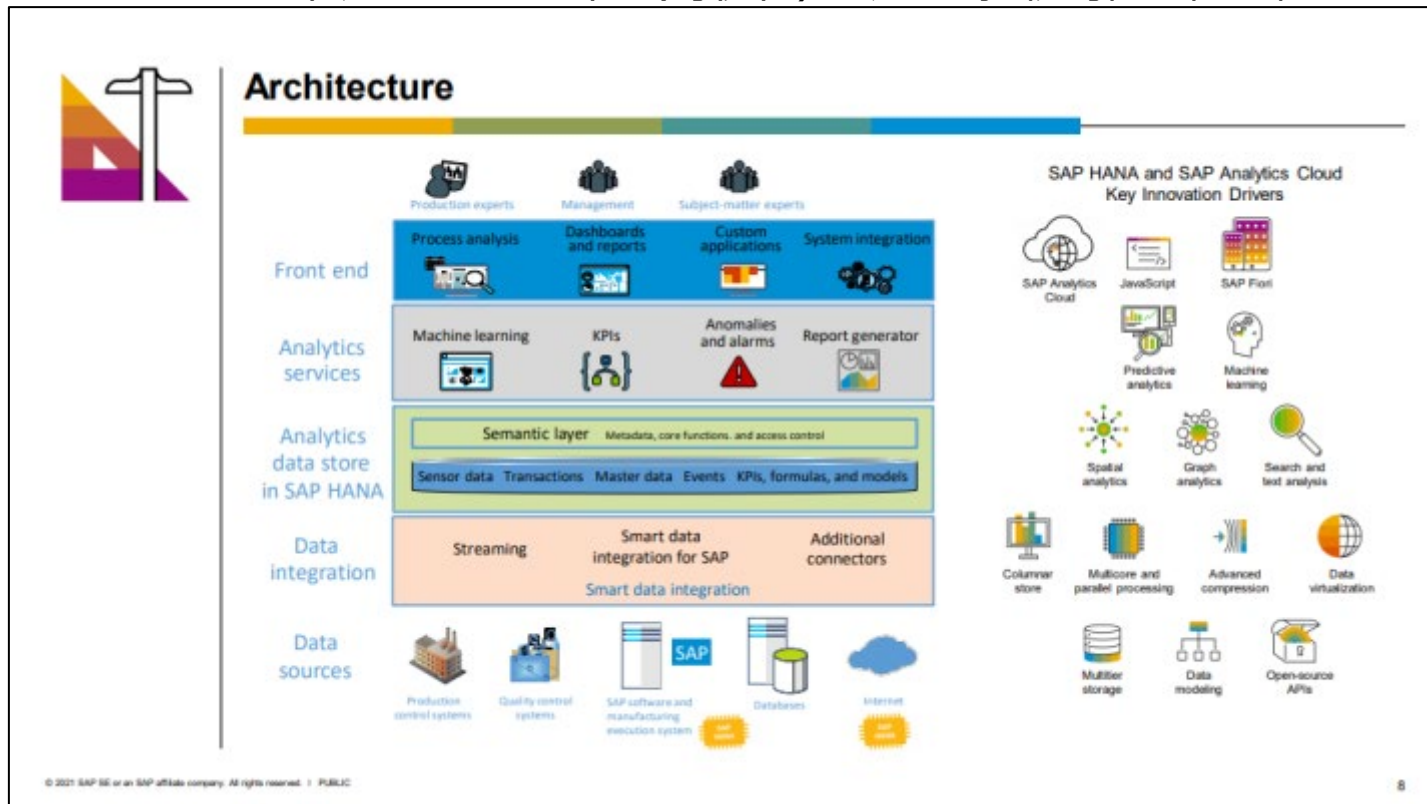 Architecture
Production experts
Management
Subject-matter experts
Front end
Process analysis
Dashboards
and reports
Custom
applications
System integration
Analytics
services
Machine learning
KPIs
Anomalies
and alarms
Report generator
Analytics
data store
in SAP HANA
Semantic layer Metadata, core functions. and access control
Sensor data Transactions Master data Events KPIs, formulas, and models
Data
integration
Streaming
Smart data
integration for SAP
Additional
connectors
Smart data integration
Data
sources
SAP
Production
control systems
Quality control
systems
SAP software and
manufacturing
execution system
Databases
Internet
SAP HANA and SAP Analytics Cloud
Key Innovation Drivers
SAP Analytics
Cloud
JavaScript
SAP Fiori
Predictive
analytics
Machine
learning
Spatial
analytics
Graph
analytics
Search and
text analysis
Columnar
store
Multicore and
parallel processing
Advanced
compression
Data
virtualization
Multitier
storage
Data
modeling
Open-source
APIs
© 2021 SAP SE or an SAP affiliate company. All rights reserved. I PUBLIC
8